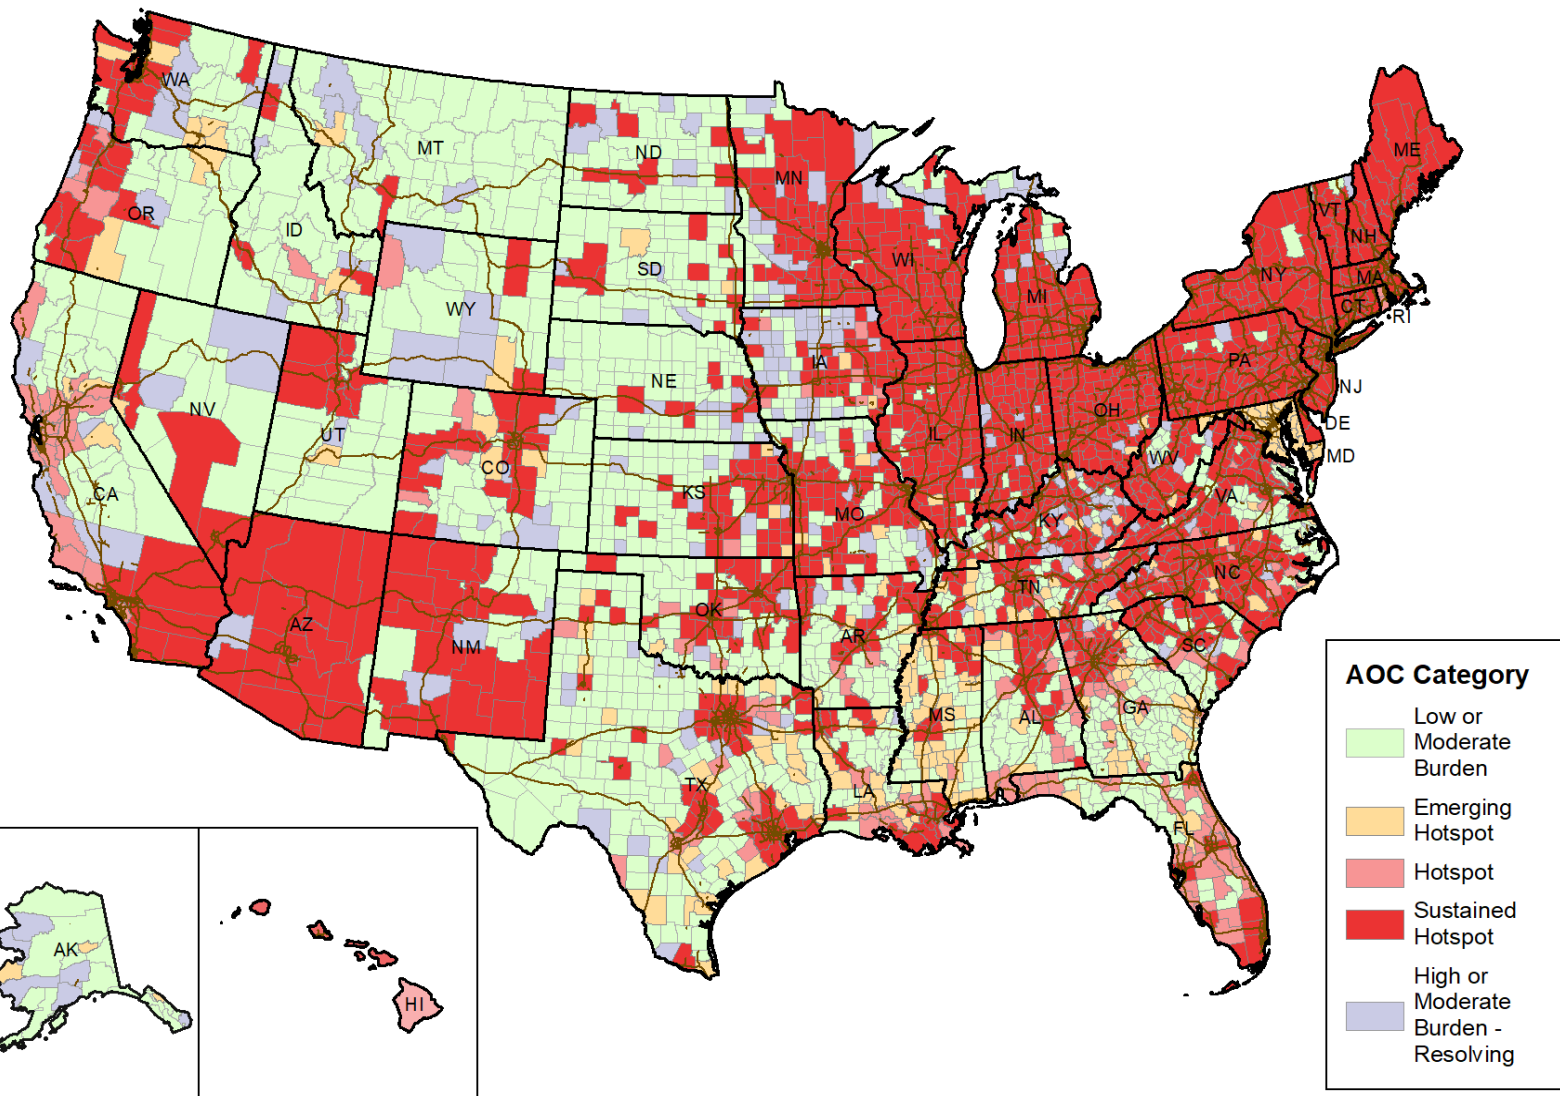 WA
MT
ND
MN
ME
OR
ID
SD
WI
VT
NH
NY
MA
WY
MI
CT
RI
IA
PA
NE
NJ
NV
OH
UT
IL
IN
DE
CO
MD
WV
CA
KS
VA
MO
KY
NC
TN
OK
AZ
AR
NM
SC
MS
AL
GA
TX
LA
FL
AK
HI
AOC Category
Low or
Moderate
Burden
Emerging
Hotspot
Hotspot
Sustained
Hotspot
High or
Moderate
Burden -
Resolving